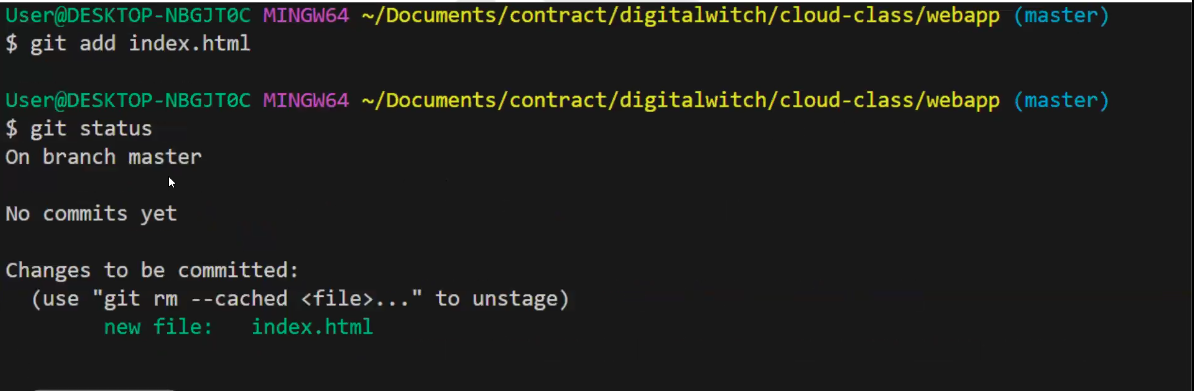 User@DESKTOP-NBGJT0C MINGW64 ~/Documents/contract/digitalwitch/cloud-class/webapp (master)
$ git add index.html
User@DESKTOP-NBGJT0C MINGW64 ~/Documents/contract/digitalwitch/cloud-class/webapp (master)
$ git status
On branch master
No commits yet
Changes to be committed:
  (use "git rm --cached <file>..." to unstage)
        new file:   index.html